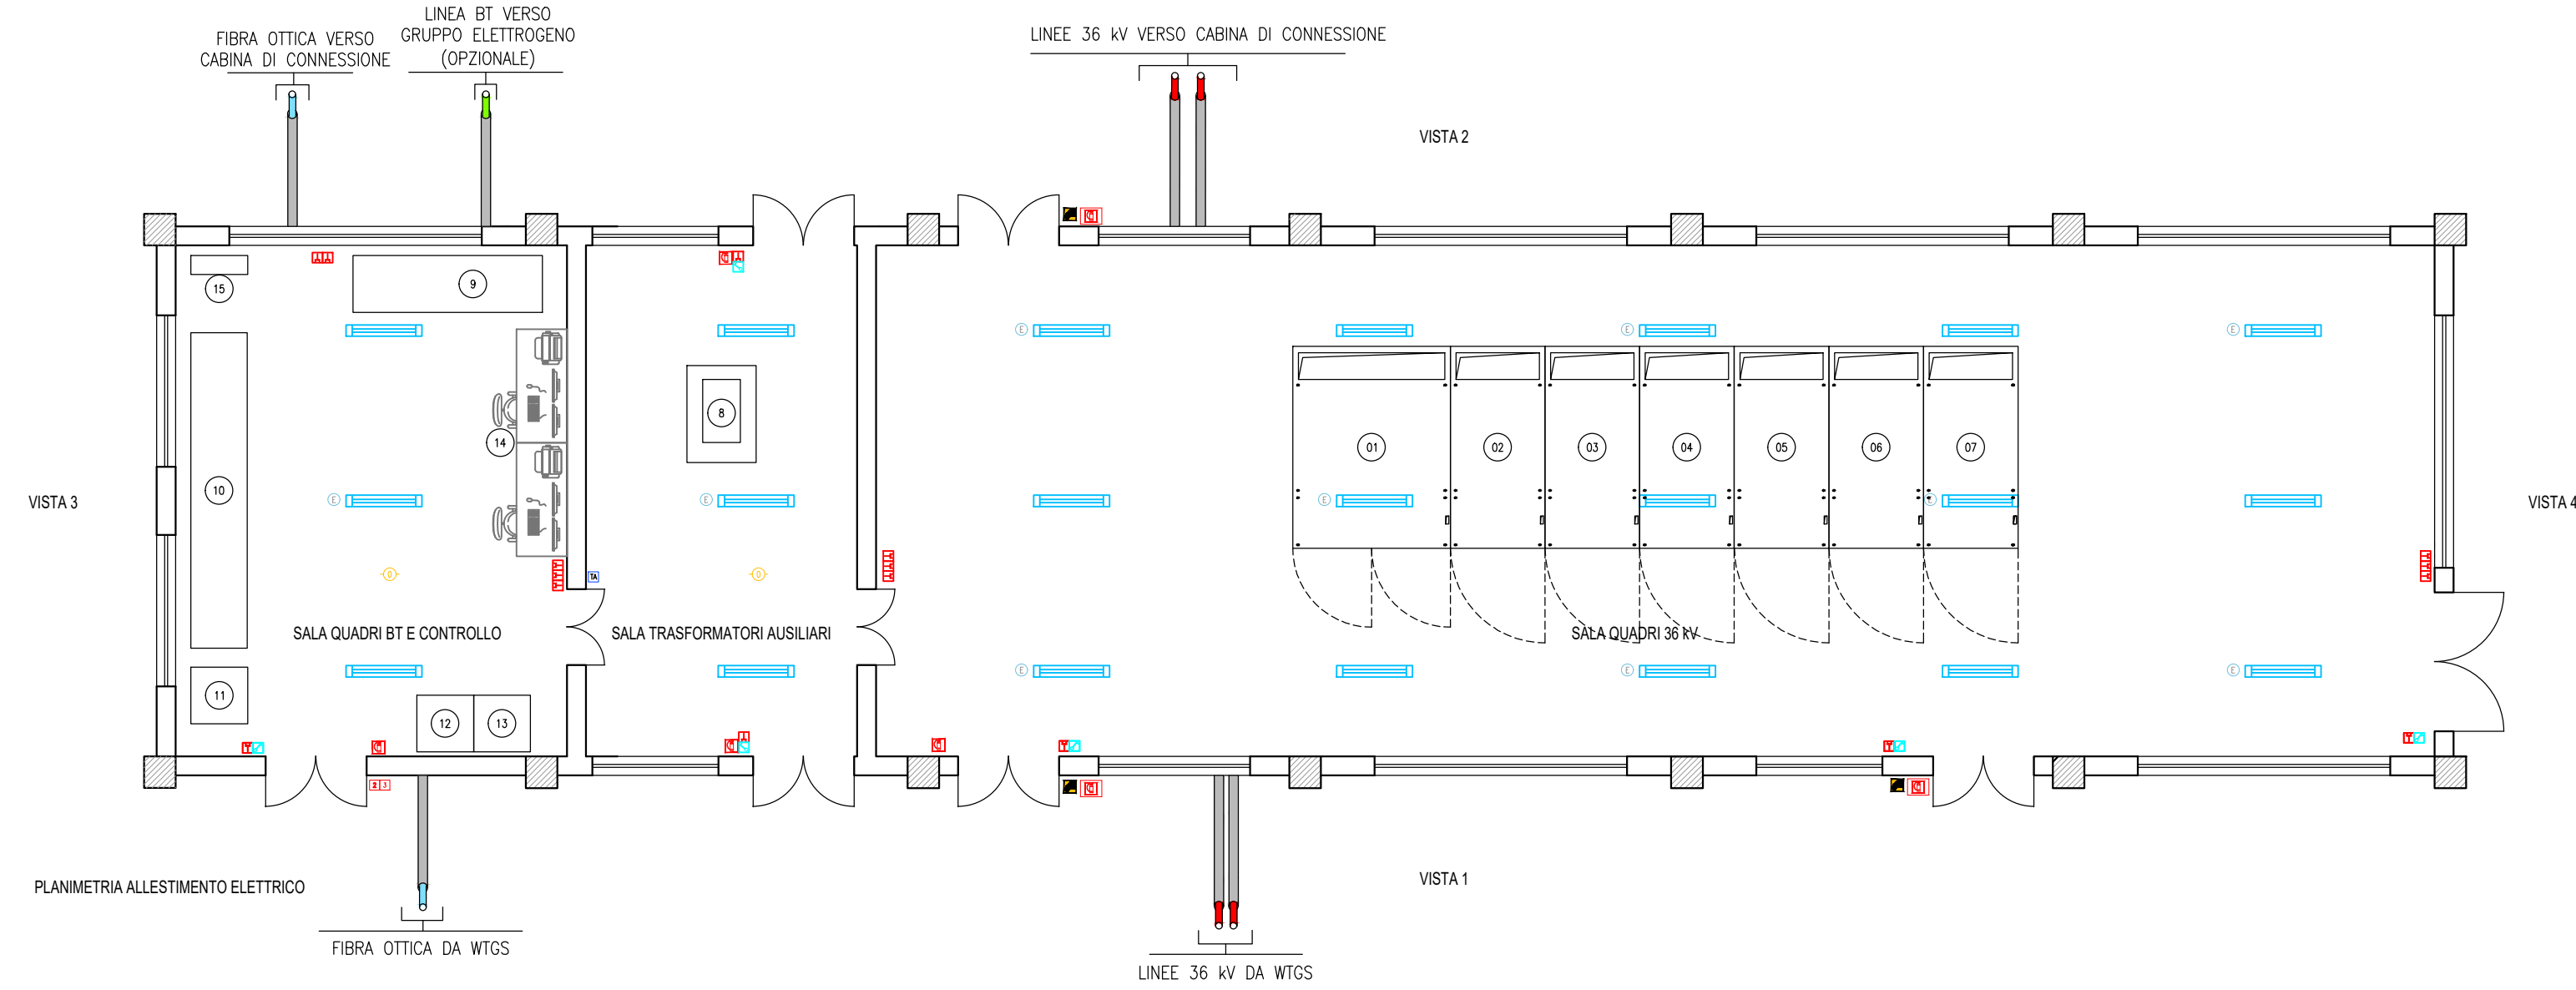 LINEA BT VERSO
GRUPPO ELETTROGENO
(OPZIONALE)
FIBRA OTTICA VERSO
CABINA DI CONNESSIONE
LINEE 36 kV VERSO CABINA DI CONNESSIONE
VISTA 2
15
9
E
E
E
8
01
02
03
04
05
06
07
14
10
VISTA 3
E
E
E
E
VISTA 4
TA
SALA QUADRI BT E CONTROLLO
SALA TRASFORMATORI AUSILIARI
SALA QUADRI 36 kV
E
E
E
11
12
13
2 3
PLANIMETRIA ALLESTIMENTO ELETTRICO
VISTA 1
FIBRA OTTICA DA WTGS
LINEE 36 kV DA WTGS